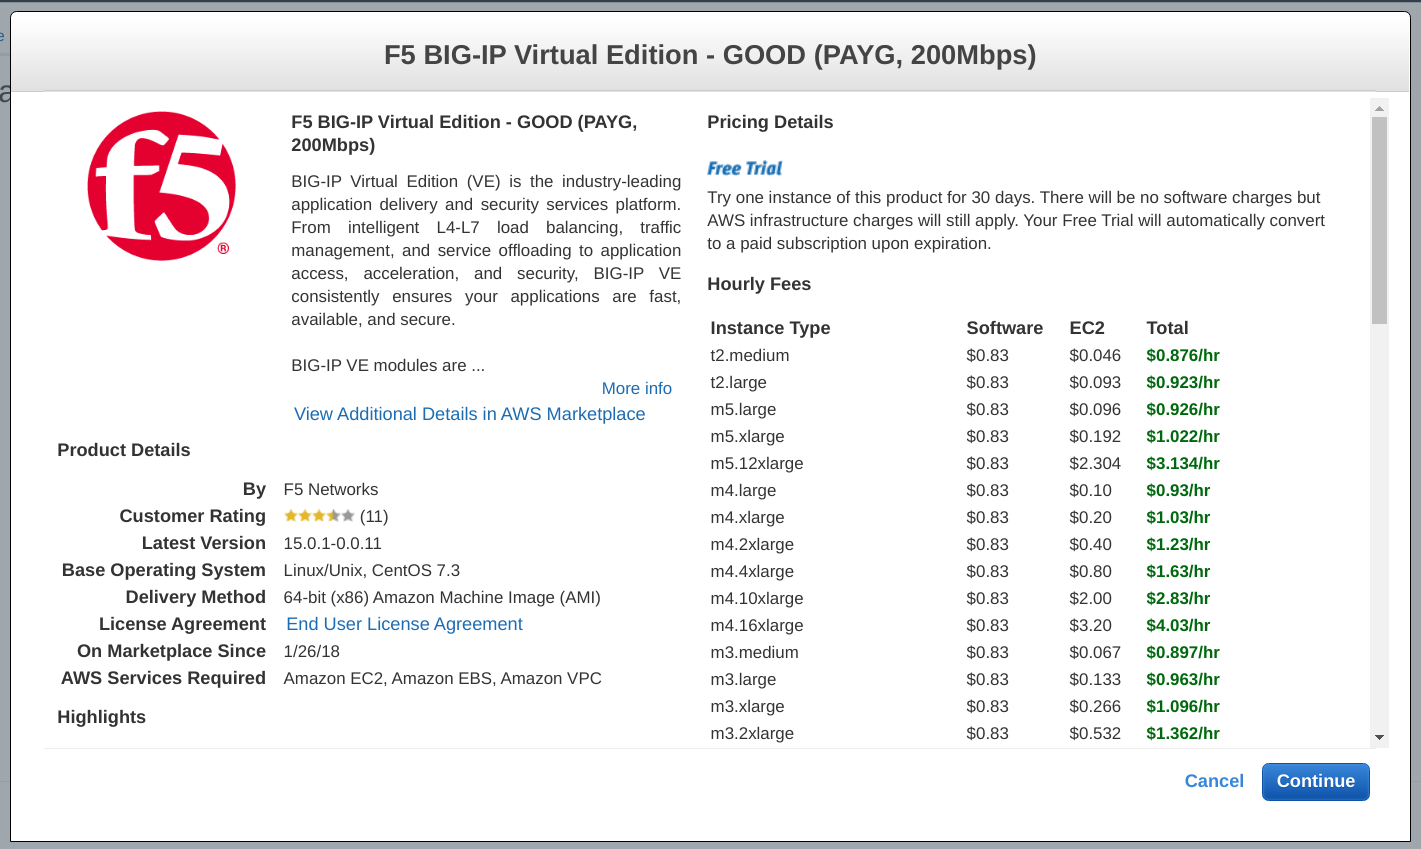 F5 BIG-IP Virtual Edition - GOOD (PAYG, 200Mbps)
f5
®
F5 BIG-IP Virtual Edition - GOOD (PAYG,
200Mbps)
BIG-IP Virtual Edition (VE) is the industry-leading
application delivery and security services platform.
From intelligent L4-L7 load balancing, traffic
management, and service offloading to application
access, acceleration, and security, BIG-IP VE
consistently ensures your applications are fast,
available, and secure.
BIG-IP VE modules are ...
More info
View Additional Details in AWS Marketplace
Product Details
By F5 Networks
Customer Rating (11)
Latest Version 15.0.1-0.0.11
Base Operating System Linux/Unix, CentOS 7.3
Delivery Method 64-bit (x86) Amazon Machine Image (AMI)
License Agreement End User License Agreement
On Marketplace Since 1/26/18
AWS Services Required Amazon EC2, Amazon EBS, Amazon VPC
Highlights
Pricing Details
Free Trial
Try one instance of this product for 30 days. There will be no software charges but
AWS infrastructure charges will still apply. Your Free Trial will automatically convert
to a paid subscription upon expiration.
Hourly Fees
Instance Type Software EC2 Total
t2.medium $0.83 $0.046 $0.876/hr
t2.large $0.83 $0.093 $0.923/hr
m5.large $0.83 $0.096 $0.926/hr
m5.xlarge $0.83 $0.192 $1.022/hr
m5.12xlarge $0.83 $2.304 $3.134/hr
m4.large $0.83 $0.10 $0.93/hr
m4.xlarge $0.83 $0.20 $1.03/hr
m4.2xlarge $0.83 $0.40 $1.23/hr
m4.4xlarge $0.83 $0.80 $1.63/hr
m4.10xlarge $0.83 $2.00 $2.83/hr
m4.16xlarge $0.83 $3.20 $4.03/hr
m3.medium $0.83 $0.067 $0.897/hr
m3.large $0.83 $0.133 $0.963/hr
m3.xlarge $0.83 $0.266 $1.096/hr
m3.2xlarge $0.83 $0.532 $1.362/hr
Cancel Continue